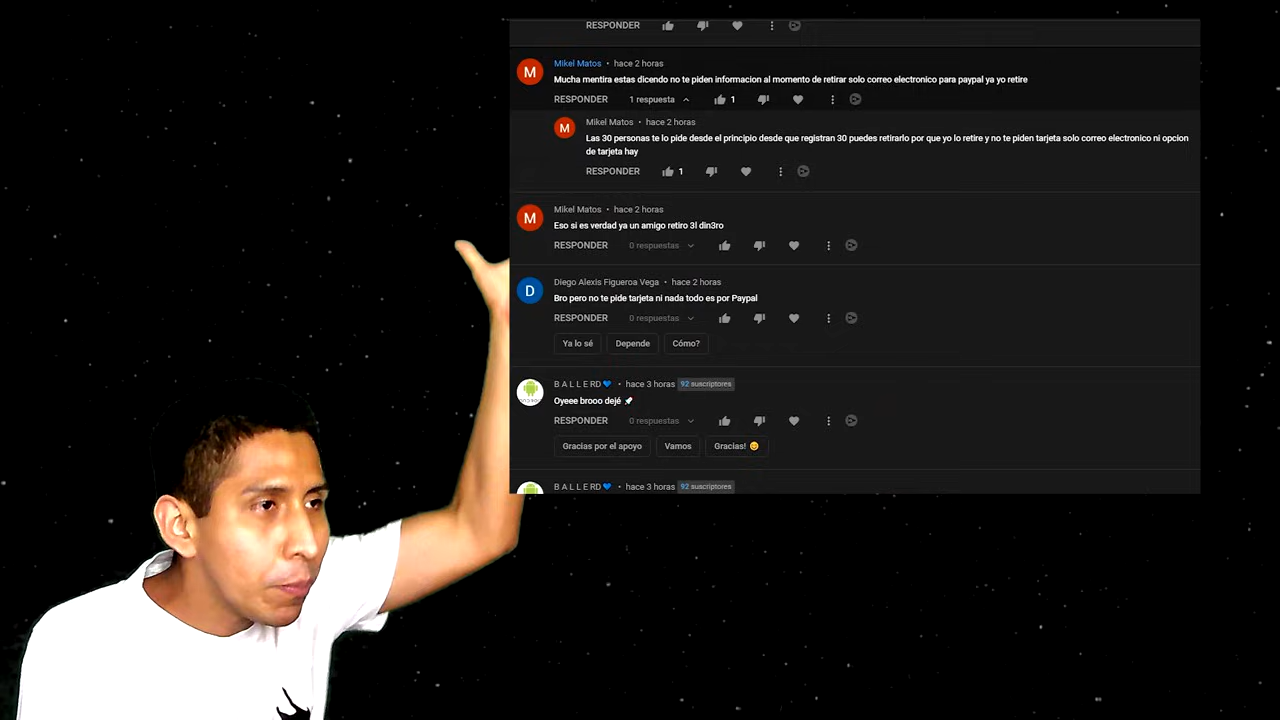 RESPONDER
Mikel Matos • hace 2 horas
Mucha mentira estas dicendo no te piden informacion al momento de retirar solo correo electronico para paypal ya yo retire
RESPONDER 1 respuesta 1
Mikel Matos • hace 2 horas
Las 30 personas te lo pide desde el principio desde que registran 30 puedes retirarlo por que yo lo retire y no te piden tarjeta solo correo electronico ni opcion
de tarjeta hay
RESPONDER 1
Mikel Matos • hace 2 horas
Eso si es verdad ya un amigo retiro 3l din3ro
RESPONDER 0 respuestas
Diego Alexis Figueroa Vega • hace 2 horas
Bro pero no te pide tarjeta ni nada todo es por Paypal
RESPONDER 0 respuestas
Ya lo sé Depende Cómo?
B A L L E RD💙 • hace 3 horas 92 suscriptores
Oyeee brooo dejé 📌
RESPONDER 0 respuestas
Gracias por el apoyo Vamos Gracias! 😊
B A L L E RD💙 • hace 3 horas 92 suscriptores